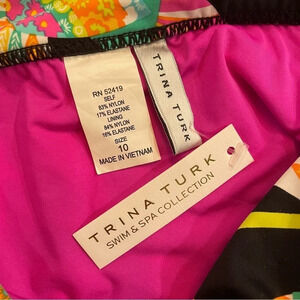 RN 52419
SELF
83% NYLON
17% ELASTANE
LINING
84% NYLON
16% ELASTANE
SIZE
10
MADE IN VIETNAM
TRINA TURK
TRINA TURK
SWIM & SPA COLLECTION